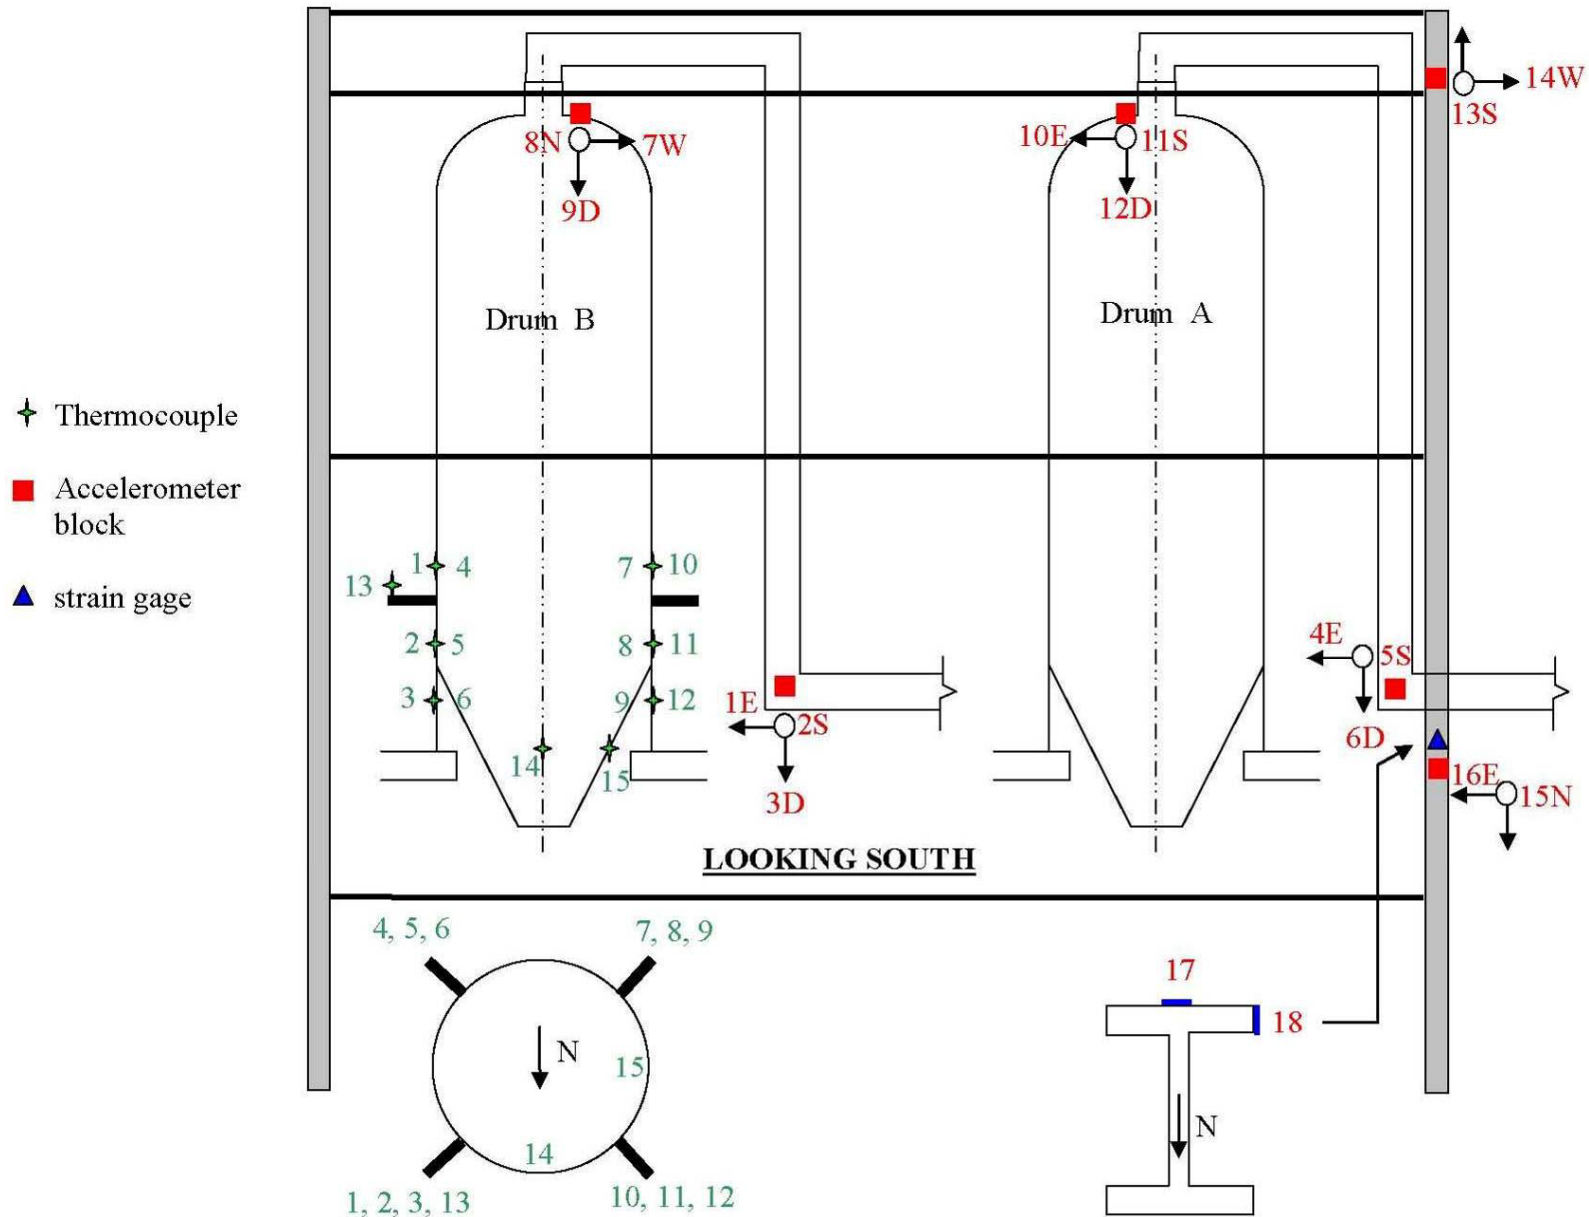 14W
13S
8N
7W
9D
10E
11S
12D
Drum B
Drum A
Thermocouple
Accelerometer
block
strain gage
1 4
7 10
13
2 5
8 11
3 6
9 12
14
15
1E
2S
3D
4E
5S
6D
16E
15N
LOOKING SOUTH
4, 5, 6
7, 8, 9
N
15
14
1, 2, 3, 13
10, 11, 12
17
18
N